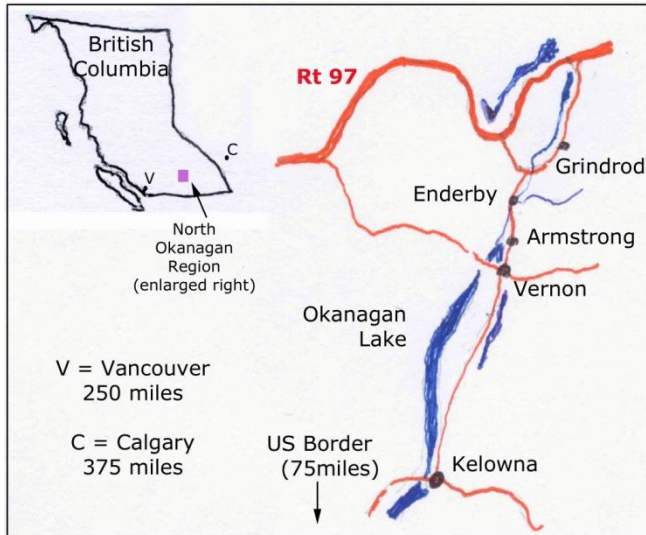 British
Columbia
C
V
North
Okanagan
Region
(enlarged right)
V = Vancouver
250 miles
C = Calgary
375 miles
Rt 97
Grindrod
Enderby
Armstrong
Vernon
Okanagan
Lake
US Border
(75miles)
Kelowna